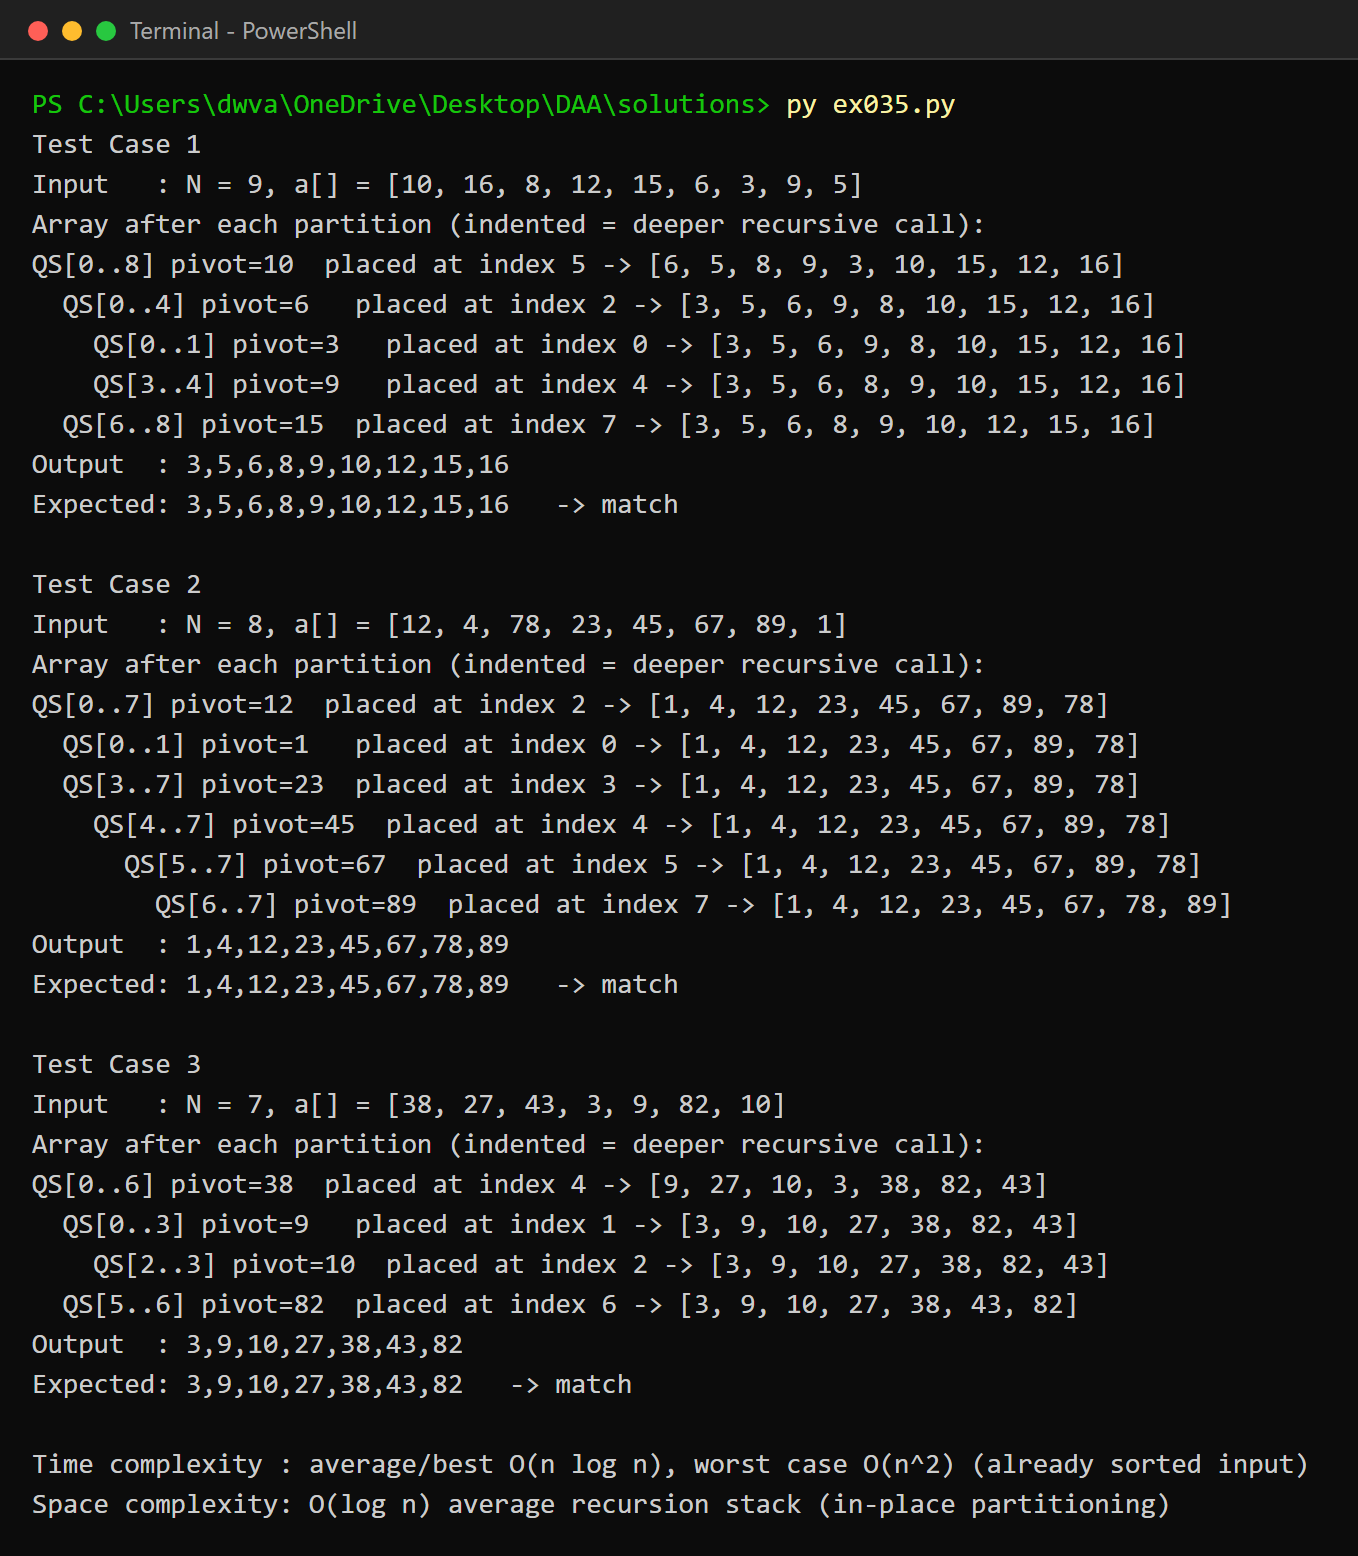 Terminal - PowerShell
PS C:\Users\dwva\OneDrive\Desktop\DAA\solutions> py ex035.py
Test Case 1
Input   : N = 9, a[] = [10, 16, 8, 12, 15, 6, 3, 9, 5]
Array after each partition (indented = deeper recursive call):
QS[0..8] pivot=10  placed at index 5 -> [6, 5, 8, 9, 3, 10, 15, 12, 16]
  QS[0..4] pivot=6   placed at index 2 -> [3, 5, 6, 9, 8, 10, 15, 12, 16]
    QS[0..1] pivot=3   placed at index 0 -> [3, 5, 6, 9, 8, 10, 15, 12, 16]
    QS[3..4] pivot=9   placed at index 4 -> [3, 5, 6, 8, 9, 10, 15, 12, 16]
  QS[6..8] pivot=15  placed at index 7 -> [3, 5, 6, 8, 9, 10, 12, 15, 16]
Output  : 3,5,6,8,9,10,12,15,16
Expected: 3,5,6,8,9,10,12,15,16   -> match

Test Case 2
Input   : N = 8, a[] = [12, 4, 78, 23, 45, 67, 89, 1]
Array after each partition (indented = deeper recursive call):
QS[0..7] pivot=12  placed at index 2 -> [1, 4, 12, 23, 45, 67, 89, 78]
  QS[0..1] pivot=1   placed at index 0 -> [1, 4, 12, 23, 45, 67, 89, 78]
  QS[3..7] pivot=23  placed at index 3 -> [1, 4, 12, 23, 45, 67, 89, 78]
    QS[4..7] pivot=45  placed at index 4 -> [1, 4, 12, 23, 45, 67, 89, 78]
      QS[5..7] pivot=67  placed at index 5 -> [1, 4, 12, 23, 45, 67, 89, 78]
        QS[6..7] pivot=89  placed at index 7 -> [1, 4, 12, 23, 45, 67, 78, 89]
Output  : 1,4,12,23,45,67,78,89
Expected: 1,4,12,23,45,67,78,89   -> match

Test Case 3
Input   : N = 7, a[] = [38, 27, 43, 3, 9, 82, 10]
Array after each partition (indented = deeper recursive call):
QS[0..6] pivot=38  placed at index 4 -> [9, 27, 10, 3, 38, 82, 43]
  QS[0..3] pivot=9   placed at index 1 -> [3, 9, 10, 27, 38, 82, 43]
    QS[2..3] pivot=10  placed at index 2 -> [3, 9, 10, 27, 38, 82, 43]
  QS[5..6] pivot=82  placed at index 6 -> [3, 9, 10, 27, 38, 43, 82]
Output  : 3,9,10,27,38,43,82
Expected: 3,9,10,27,38,43,82   -> match

Time complexity : average/best O(n log n), worst case O(n^2) (already sorted input)
Space complexity: O(log n) average recursion stack (in-place partitioning)